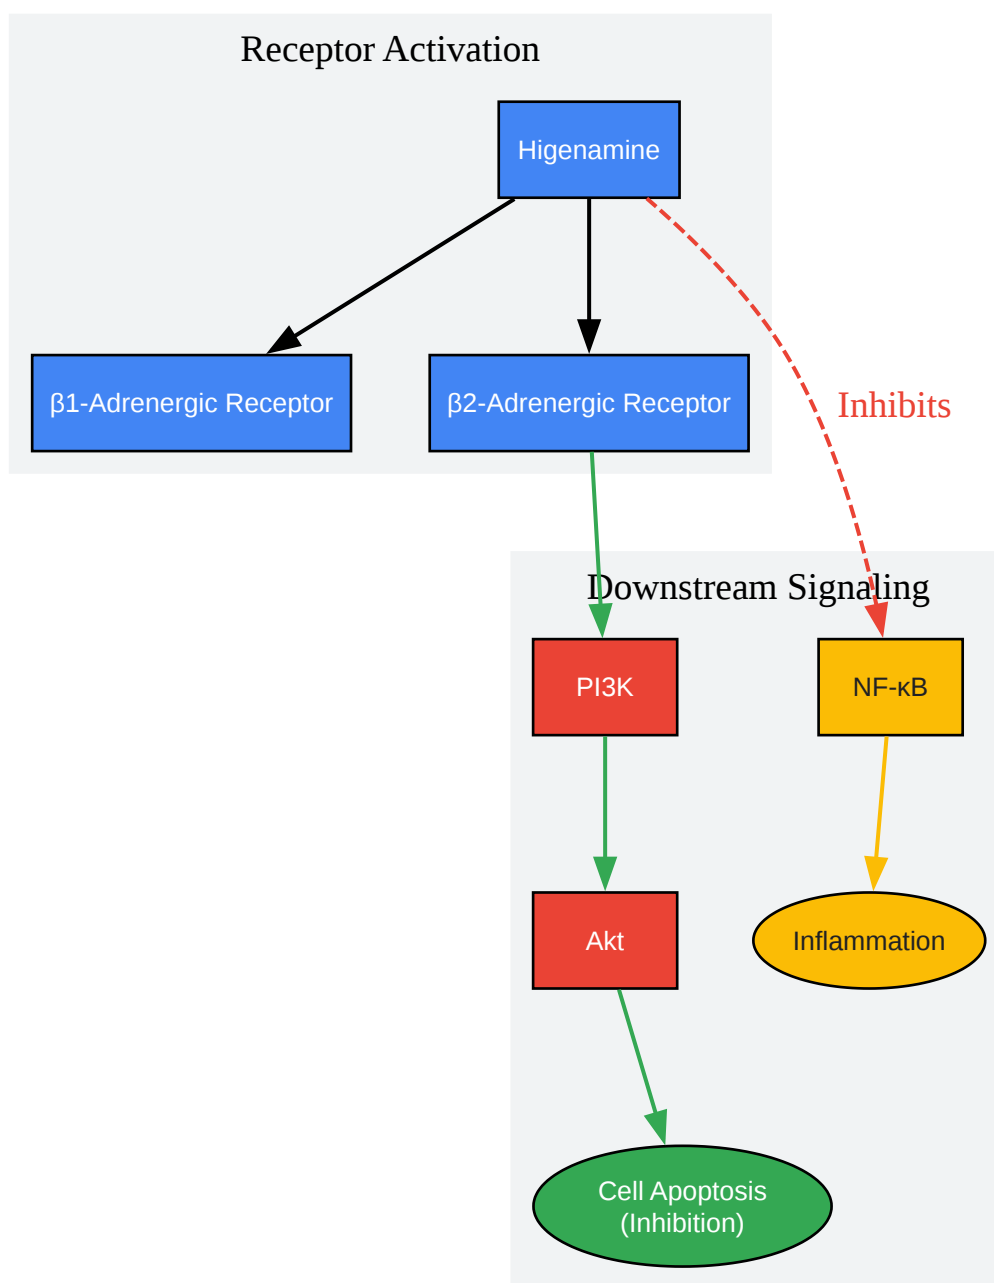 Receptor Activation
Higenamine
β1-Adrenergic Receptor
β2-Adrenergic Receptor
Inhibits
Downstream Signaling
PI3K
NF-κB
Akt
Inflammation
Cell Apoptosis
(Inhibition)